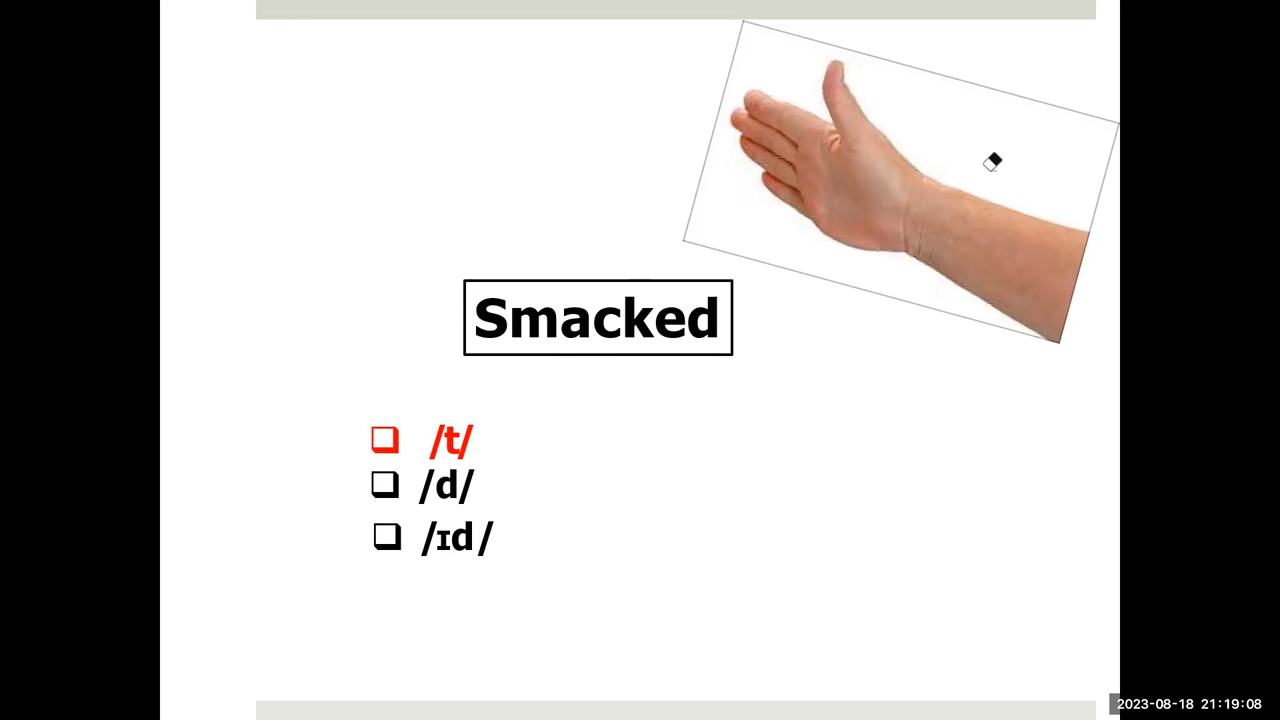 Smacked
❑ /t/
❑ /d/
❑ /ɪd/
2023-08-18 21:19:08